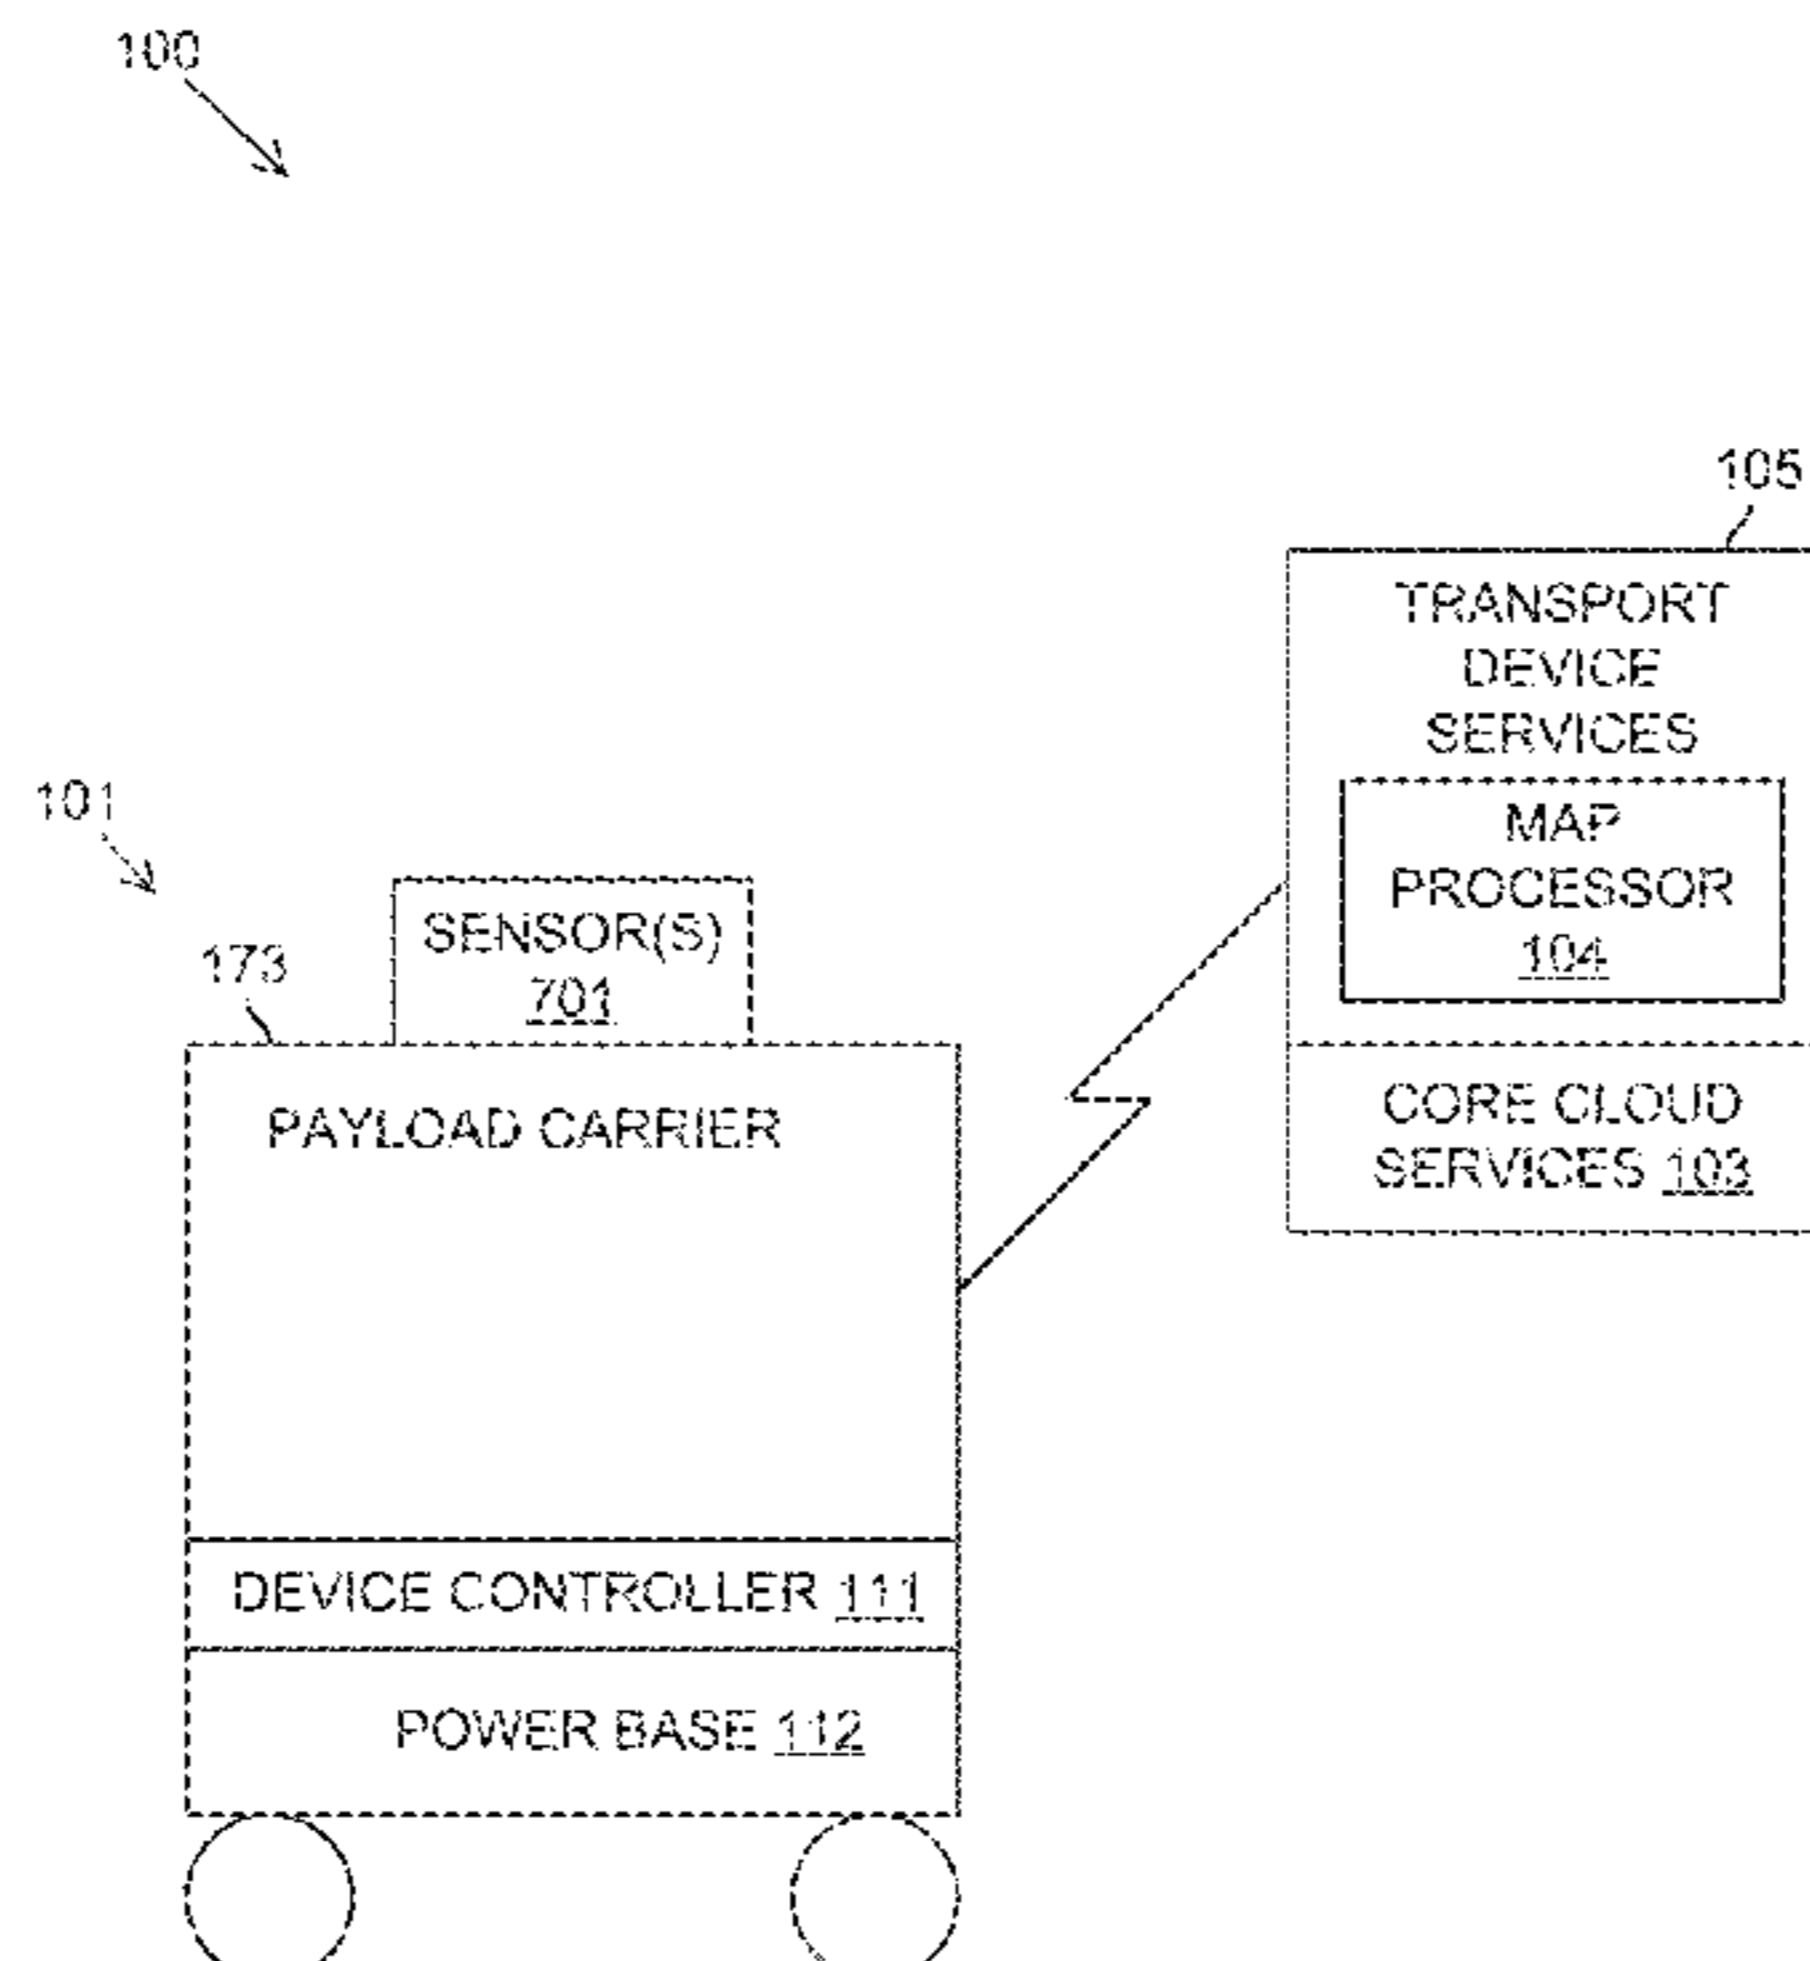 100
105
TRANSPORT
DEVICE
SERVICES
MAP
PROCESSOR
104
CORE CLOUD
SERVICES 103
101
173
SENSOR(S)
701
PAYLOAD CARRIER
DEVICE CONTROLLER 111
POWER BASE 112